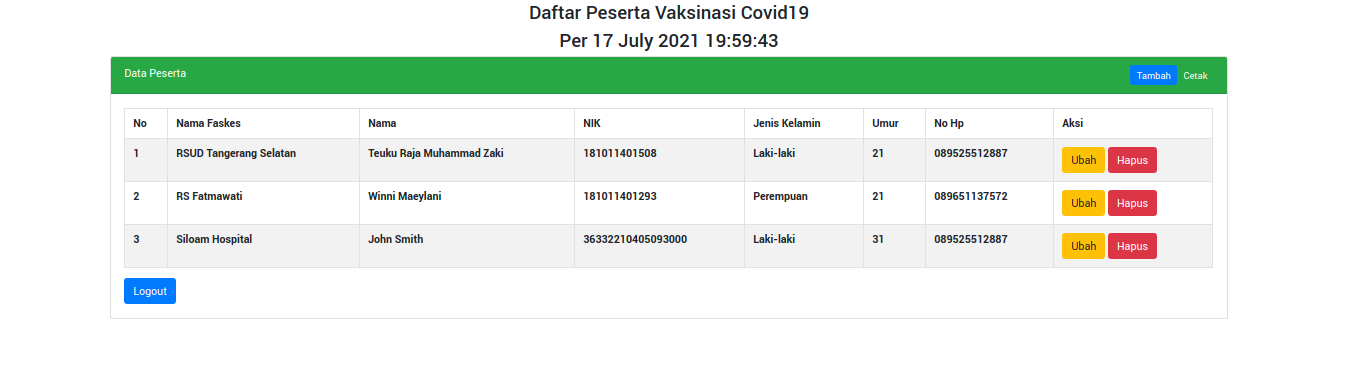 Daftar Peserta Vaksinasi Covid19
Per 17 July 2021 19:59:43
Data Peserta Tambah Cetak
No Nama Faskes Nama NIK Jenis Kelamin Umur No Hp Aksi
1 RSUD Tangerang Selatan Teuku Raja Muhammad Zaki 181011401508 Laki-laki 21 089525512887 Ubah Hapus
2 RS Fatmawati Winni Maeylani 181011401293 Perempuan 21 089651137572 Ubah Hapus
3 Siloam Hospital John Smith 36332210405093000 Laki-laki 31 089525512887 Ubah Hapus
Logout